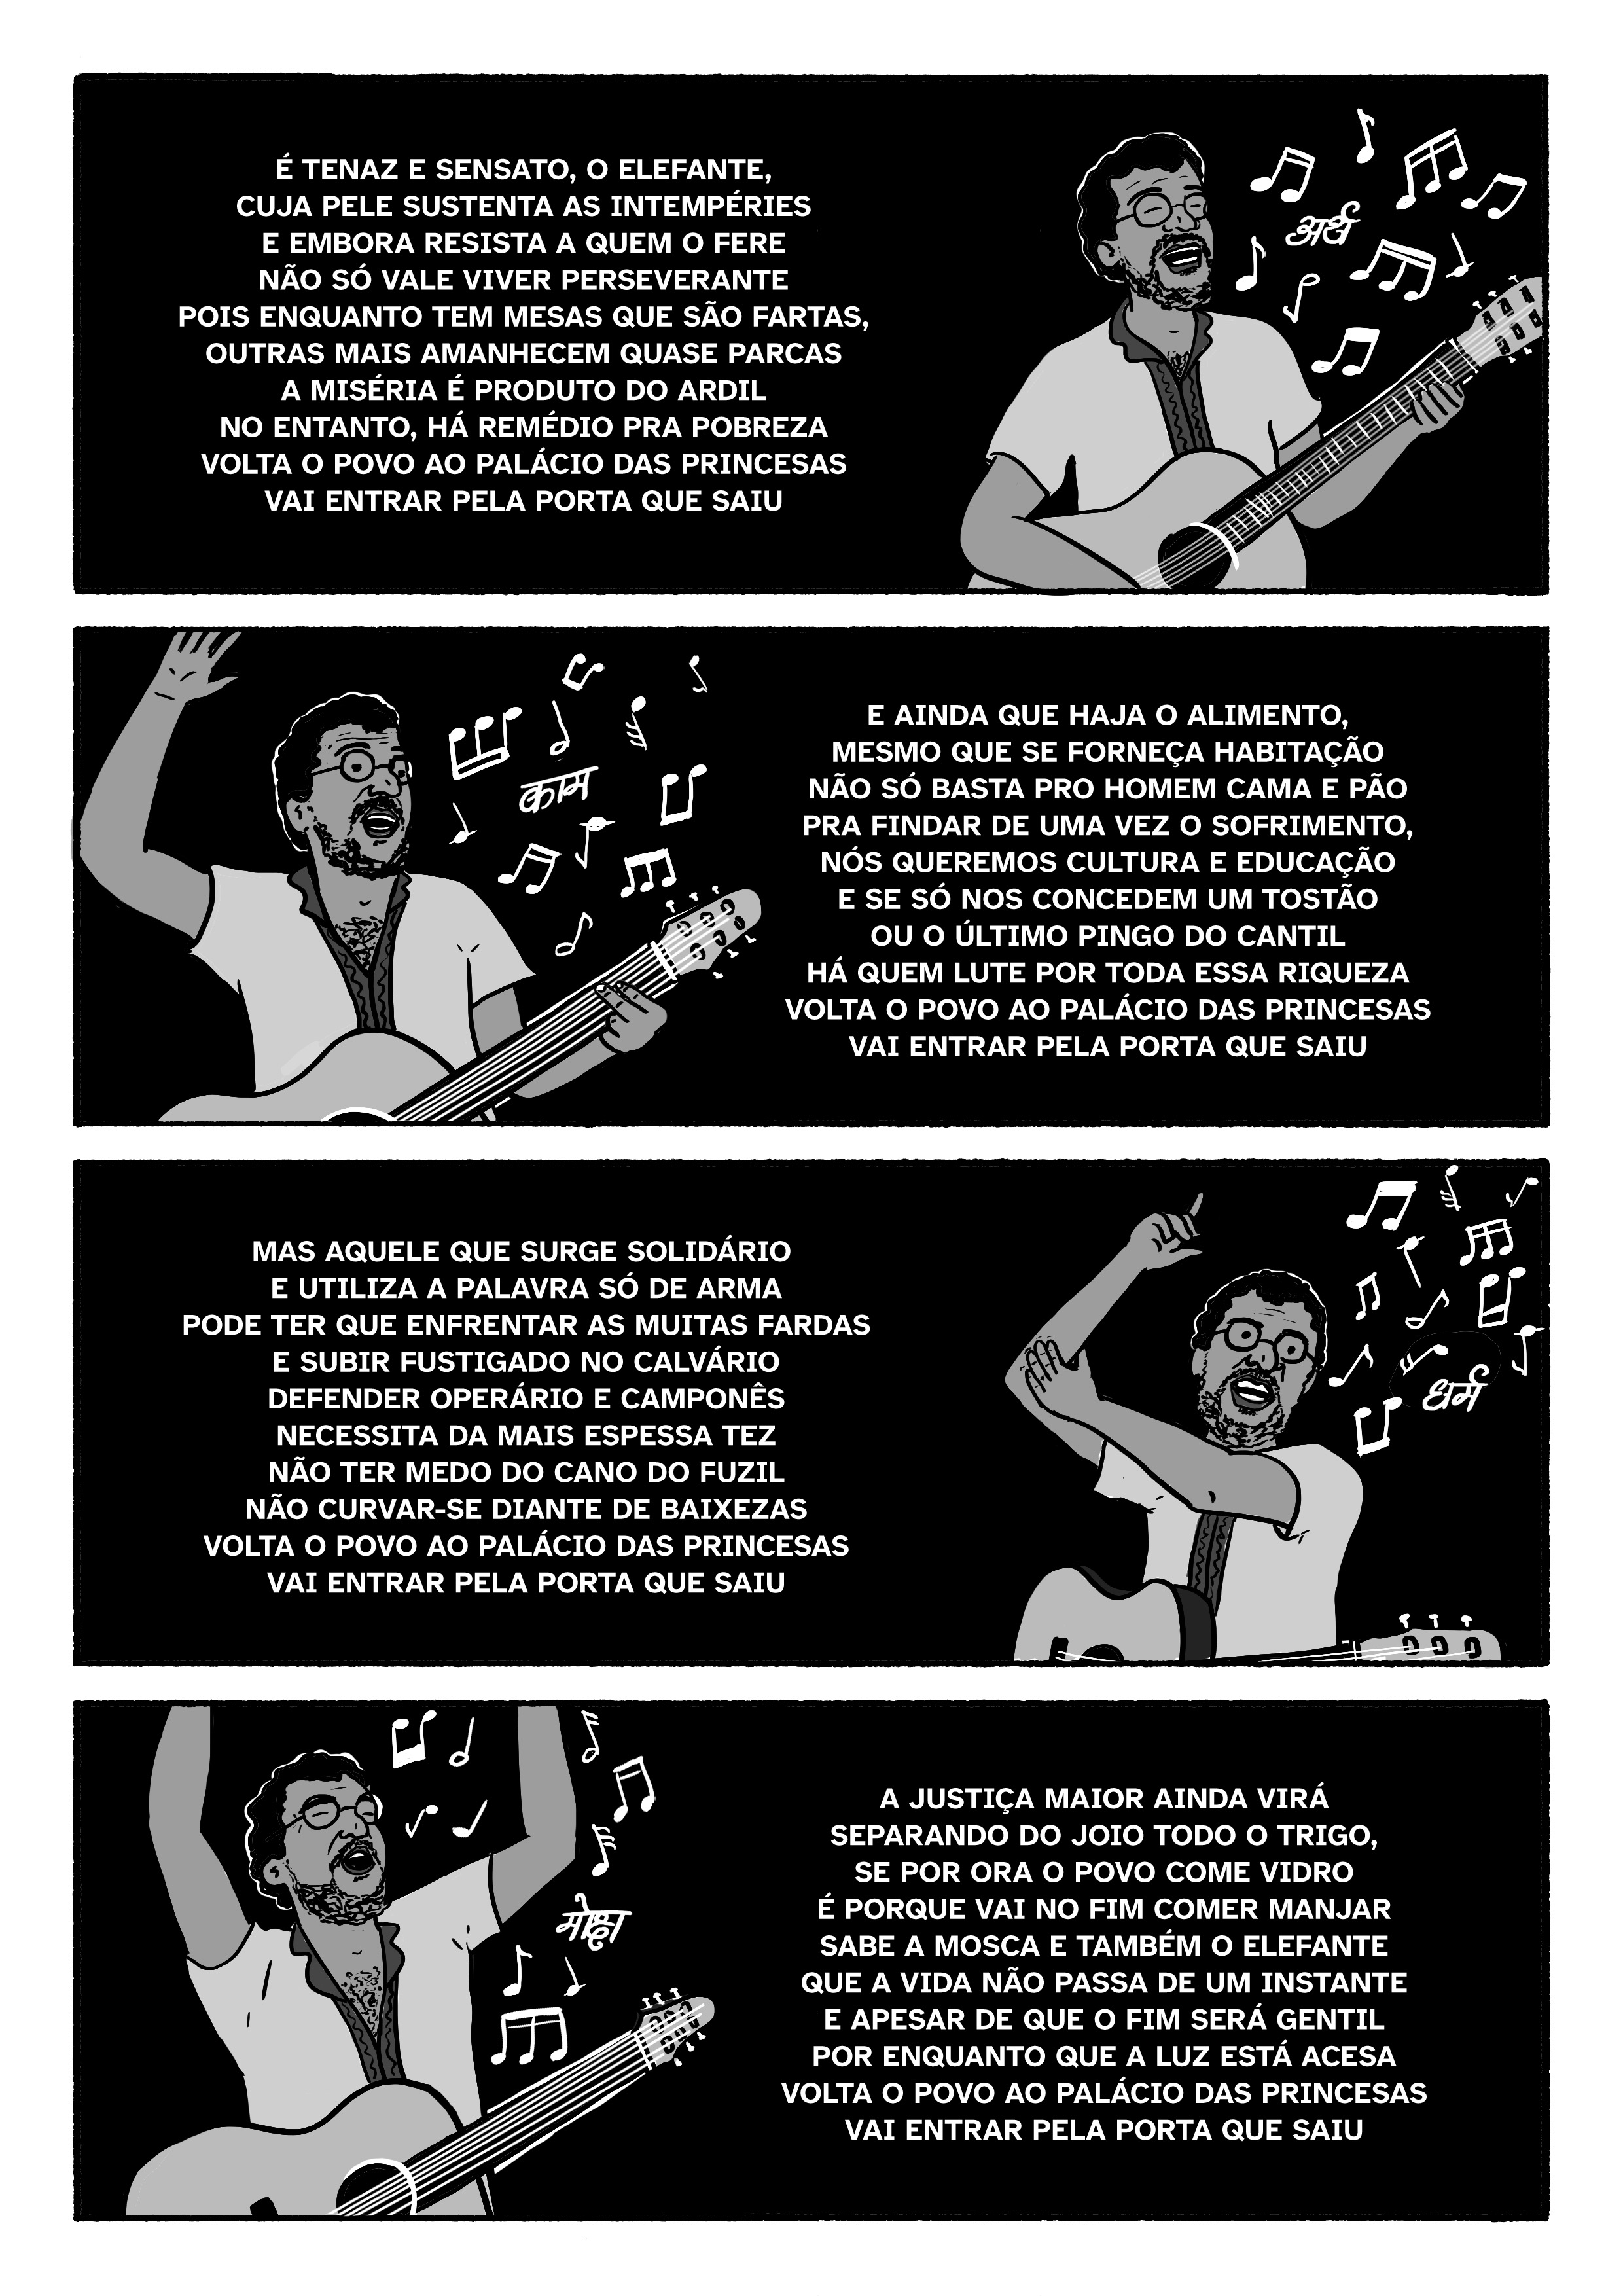 É TENAZ E SENSATO, O ELEFANTE,
CUJA PELE SUSTENTA AS INTEMPÉRIES
E EMBORA RESISTA A QUEM O FERE
NÃO SÓ VALE VIVER PERSEVERANTE
POIS ENQUANTO TEM MESAS QUE SÃO FARTAS,
OUTRAS MAIS AMANHECEM QUASE PARCAS
A MISÉRIA É PRODUTO DO ARDIL
NO ENTANTO, HÁ REMÉDIO PRA POBREZA
VOLTA O POVO AO PALÁCIO DAS PRINCESAS
VAI ENTRAR PELA PORTA QUE SAIU
अर्थ
काम
E AINDA QUE HAJA O ALIMENTO,
MESMO QUE SE FORNEÇA HABITAÇÃO
NÃO SÓ BASTA PRO HOMEM CAMA E PÃO
PRA FINDAR DE UMA VEZ O SOFRIMENTO,
NÓS QUEREMOS CULTURA E EDUCAÇÃO
E SE SÓ NOS CONCEDEM UM TOSTÃO
OU O ÚLTIMO PINGO DO CANTIL
HÁ QUEM LUTE POR TODA ESSA RIQUEZA
VOLTA O POVO AO PALÁCIO DAS PRINCESAS
VAI ENTRAR PELA PORTA QUE SAIU
MAS AQUELE QUE SURGE SOLIDÁRIO
E UTILIZA A PALAVRA SÓ DE ARMA
PODE TER QUE ENFRENTAR AS MUITAS FARDAS
E SUBIR FUSTIGADO NO CALVÁRIO
DEFENDER OPERÁRIO E CAMPONÊS
NECESSITA DA MAIS ESPESSA TEZ
NÃO TER MEDO DO CANO DO FUZIL
NÃO CURVAR-SE DIANTE DE BAIXEZAS
VOLTA O POVO AO PALÁCIO DAS PRINCESAS
VAI ENTRAR PELA PORTA QUE SAIU
धर्म
मोक्ष
A JUSTIÇA MAIOR AINDA VIRÁ
SEPARANDO DO JOIO TODO O TRIGO,
SE POR ORA O POVO COME VIDRO
É PORQUE VAI NO FIM COMER MANJAR
SABE A MOSCA E TAMBÉM O ELEFANTE
QUE A VIDA NÃO PASSA DE UM INSTANTE
E APESAR DE QUE O FIM SERÁ GENTIL
POR ENQUANTO QUE A LUZ ESTÁ ACESA
VOLTA O POVO AO PALÁCIO DAS PRINCESAS
VAI ENTRAR PELA PORTA QUE SAIU